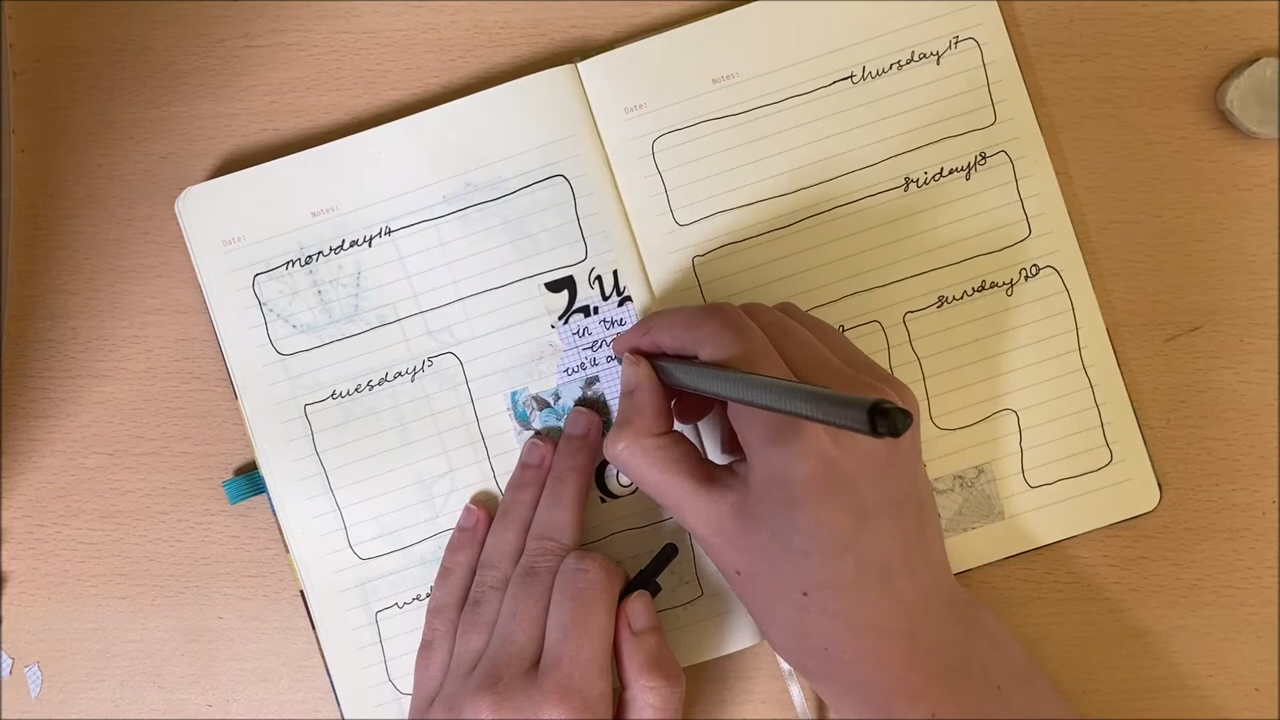 Date:
Notes:
monday14
tuesday15
in the
we'll
Date:
Notes:
thursday17
friday18
sunday20